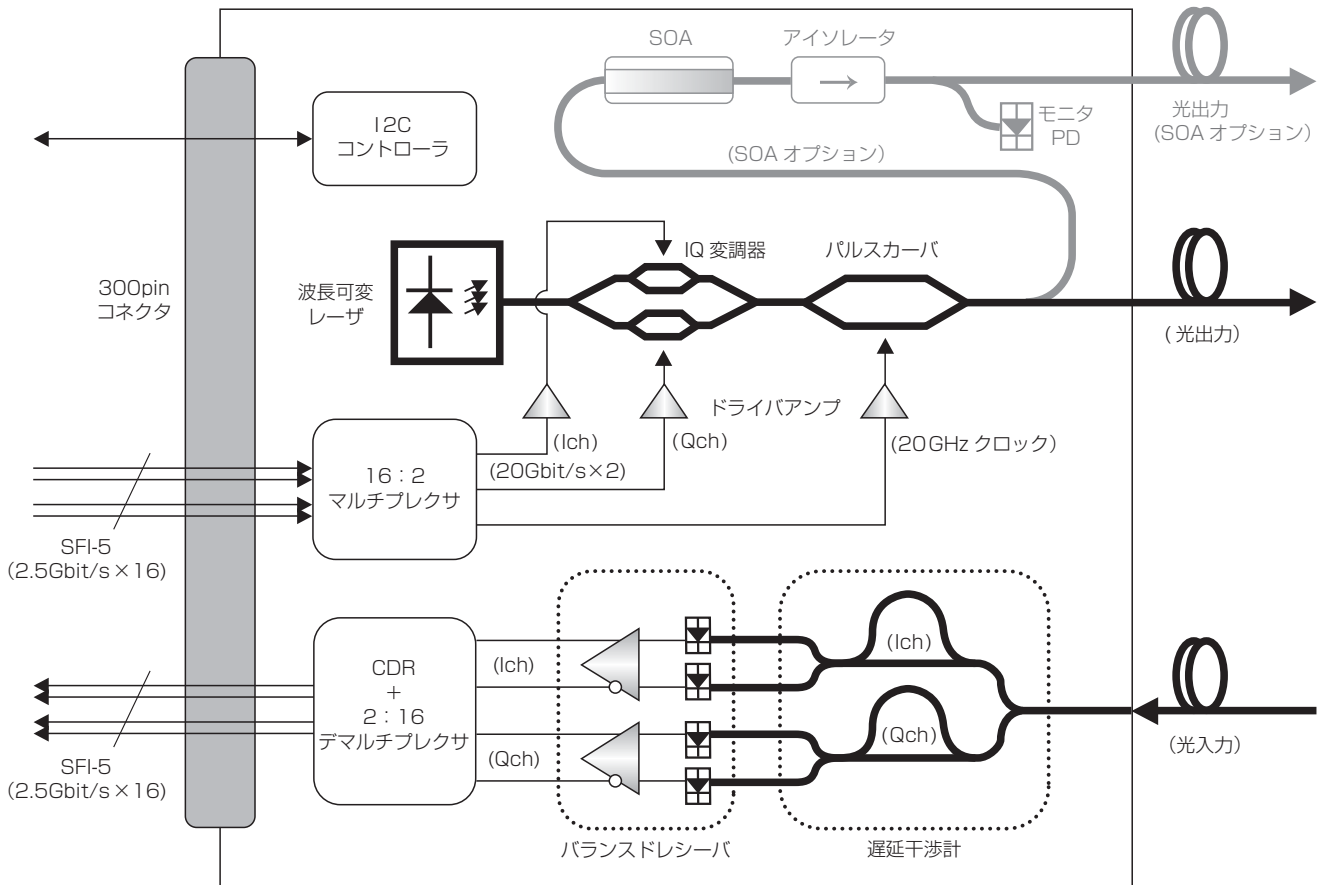 SOA
アイソレータ
モニタ
PD
光出力
(SOA オプション)
(SOA オプション)
I2C
コントローラ
300pin
コネクタ
波長可変
レーザ
IQ 変調器
パルスカーバ
(光出力)
ドライバアンプ
(Ich)
(Qch)
(20GHz クロック)
(20Gbit/s×2)
16：2
マルチプレクサ
SFI-5
(2.5Gbit/s×16)
CDR
+
2：16
デマルチプレクサ
(Ich)
(Qch)
(Ich)
(Qch)
(光入力)
SFI-5
(2.5Gbit/s×16)
バランスドレシーバ
遅延干渉計